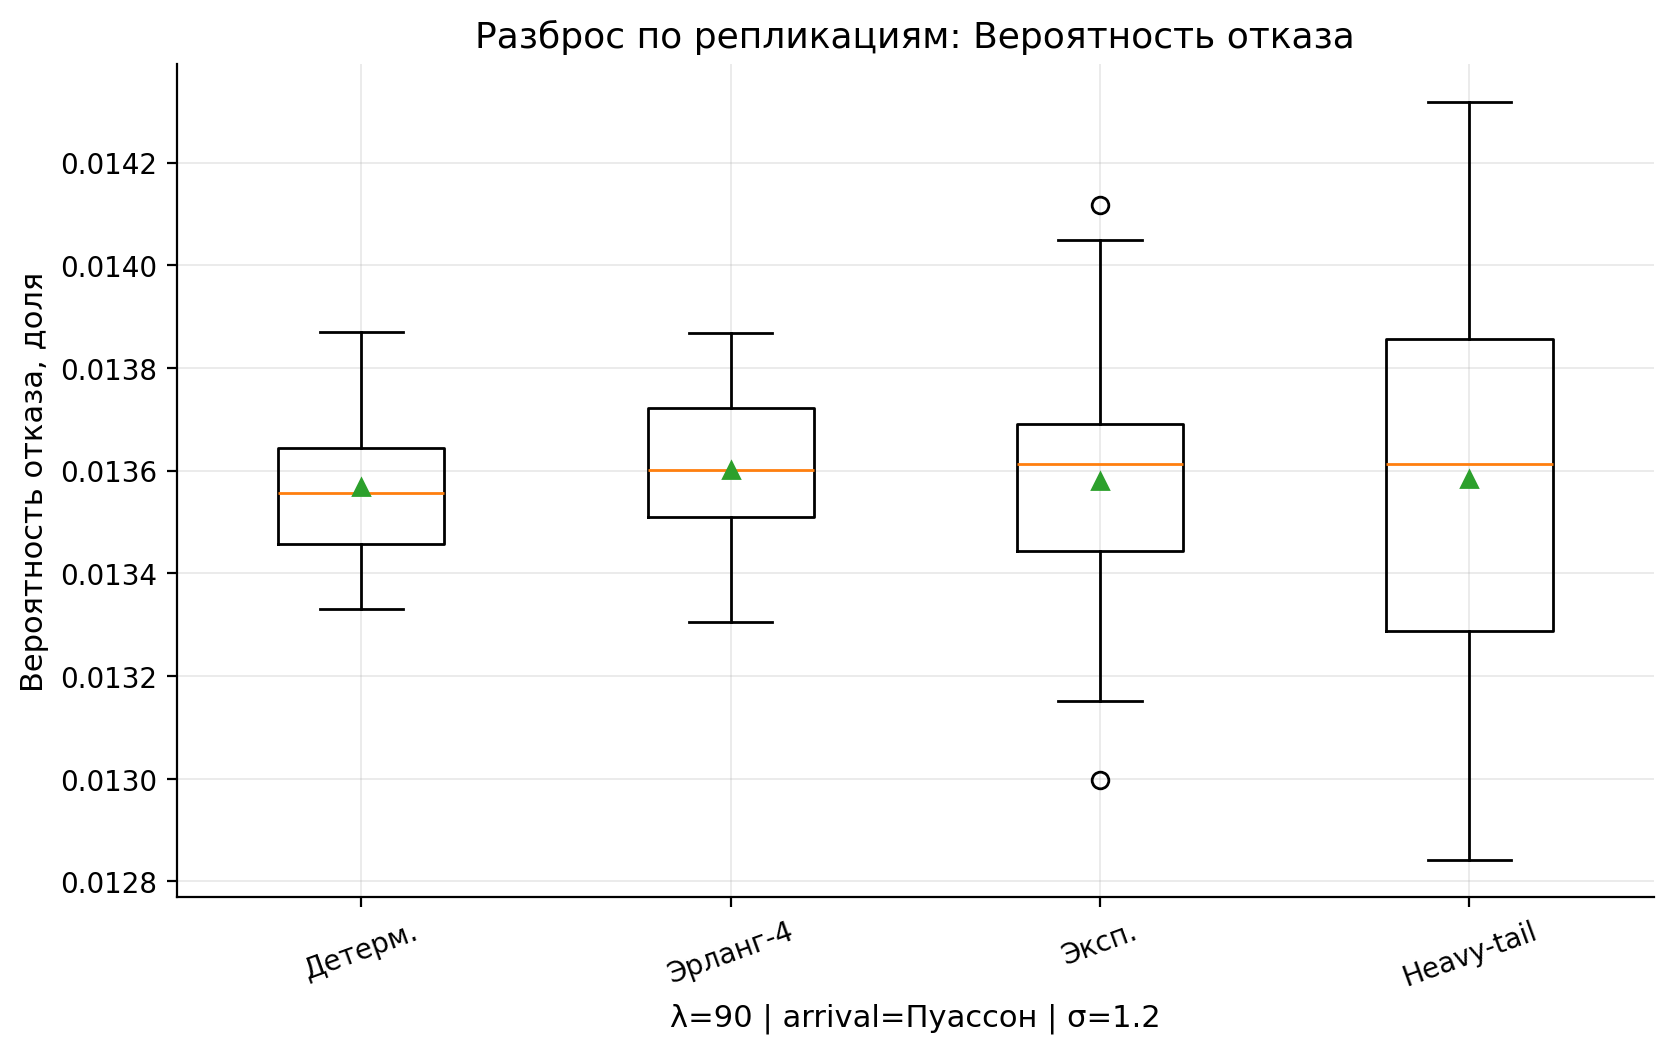 Разброс по репликациям: Вероятность отказа
Вероятность отказа, доля
0.0142
0.0140
0.0138
0.0136
0.0134
0.0132
0.0130
0.0128
Детерм.
Эрланг-4
Эксп.
Heavy-tail
λ=90 | arrival=Пуассон | σ=1.2